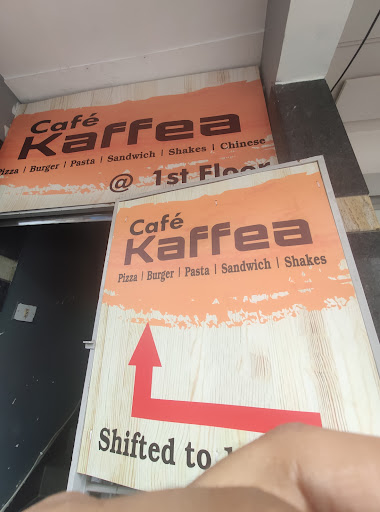 Café
Kaffea
Pizza | Burger | Pasta | Sandwich | Shakes | Chinese
@ 1st Floor
Café
Kaffea
Pizza | Burger | Pasta | Sandwich | Shakes
Shifted to